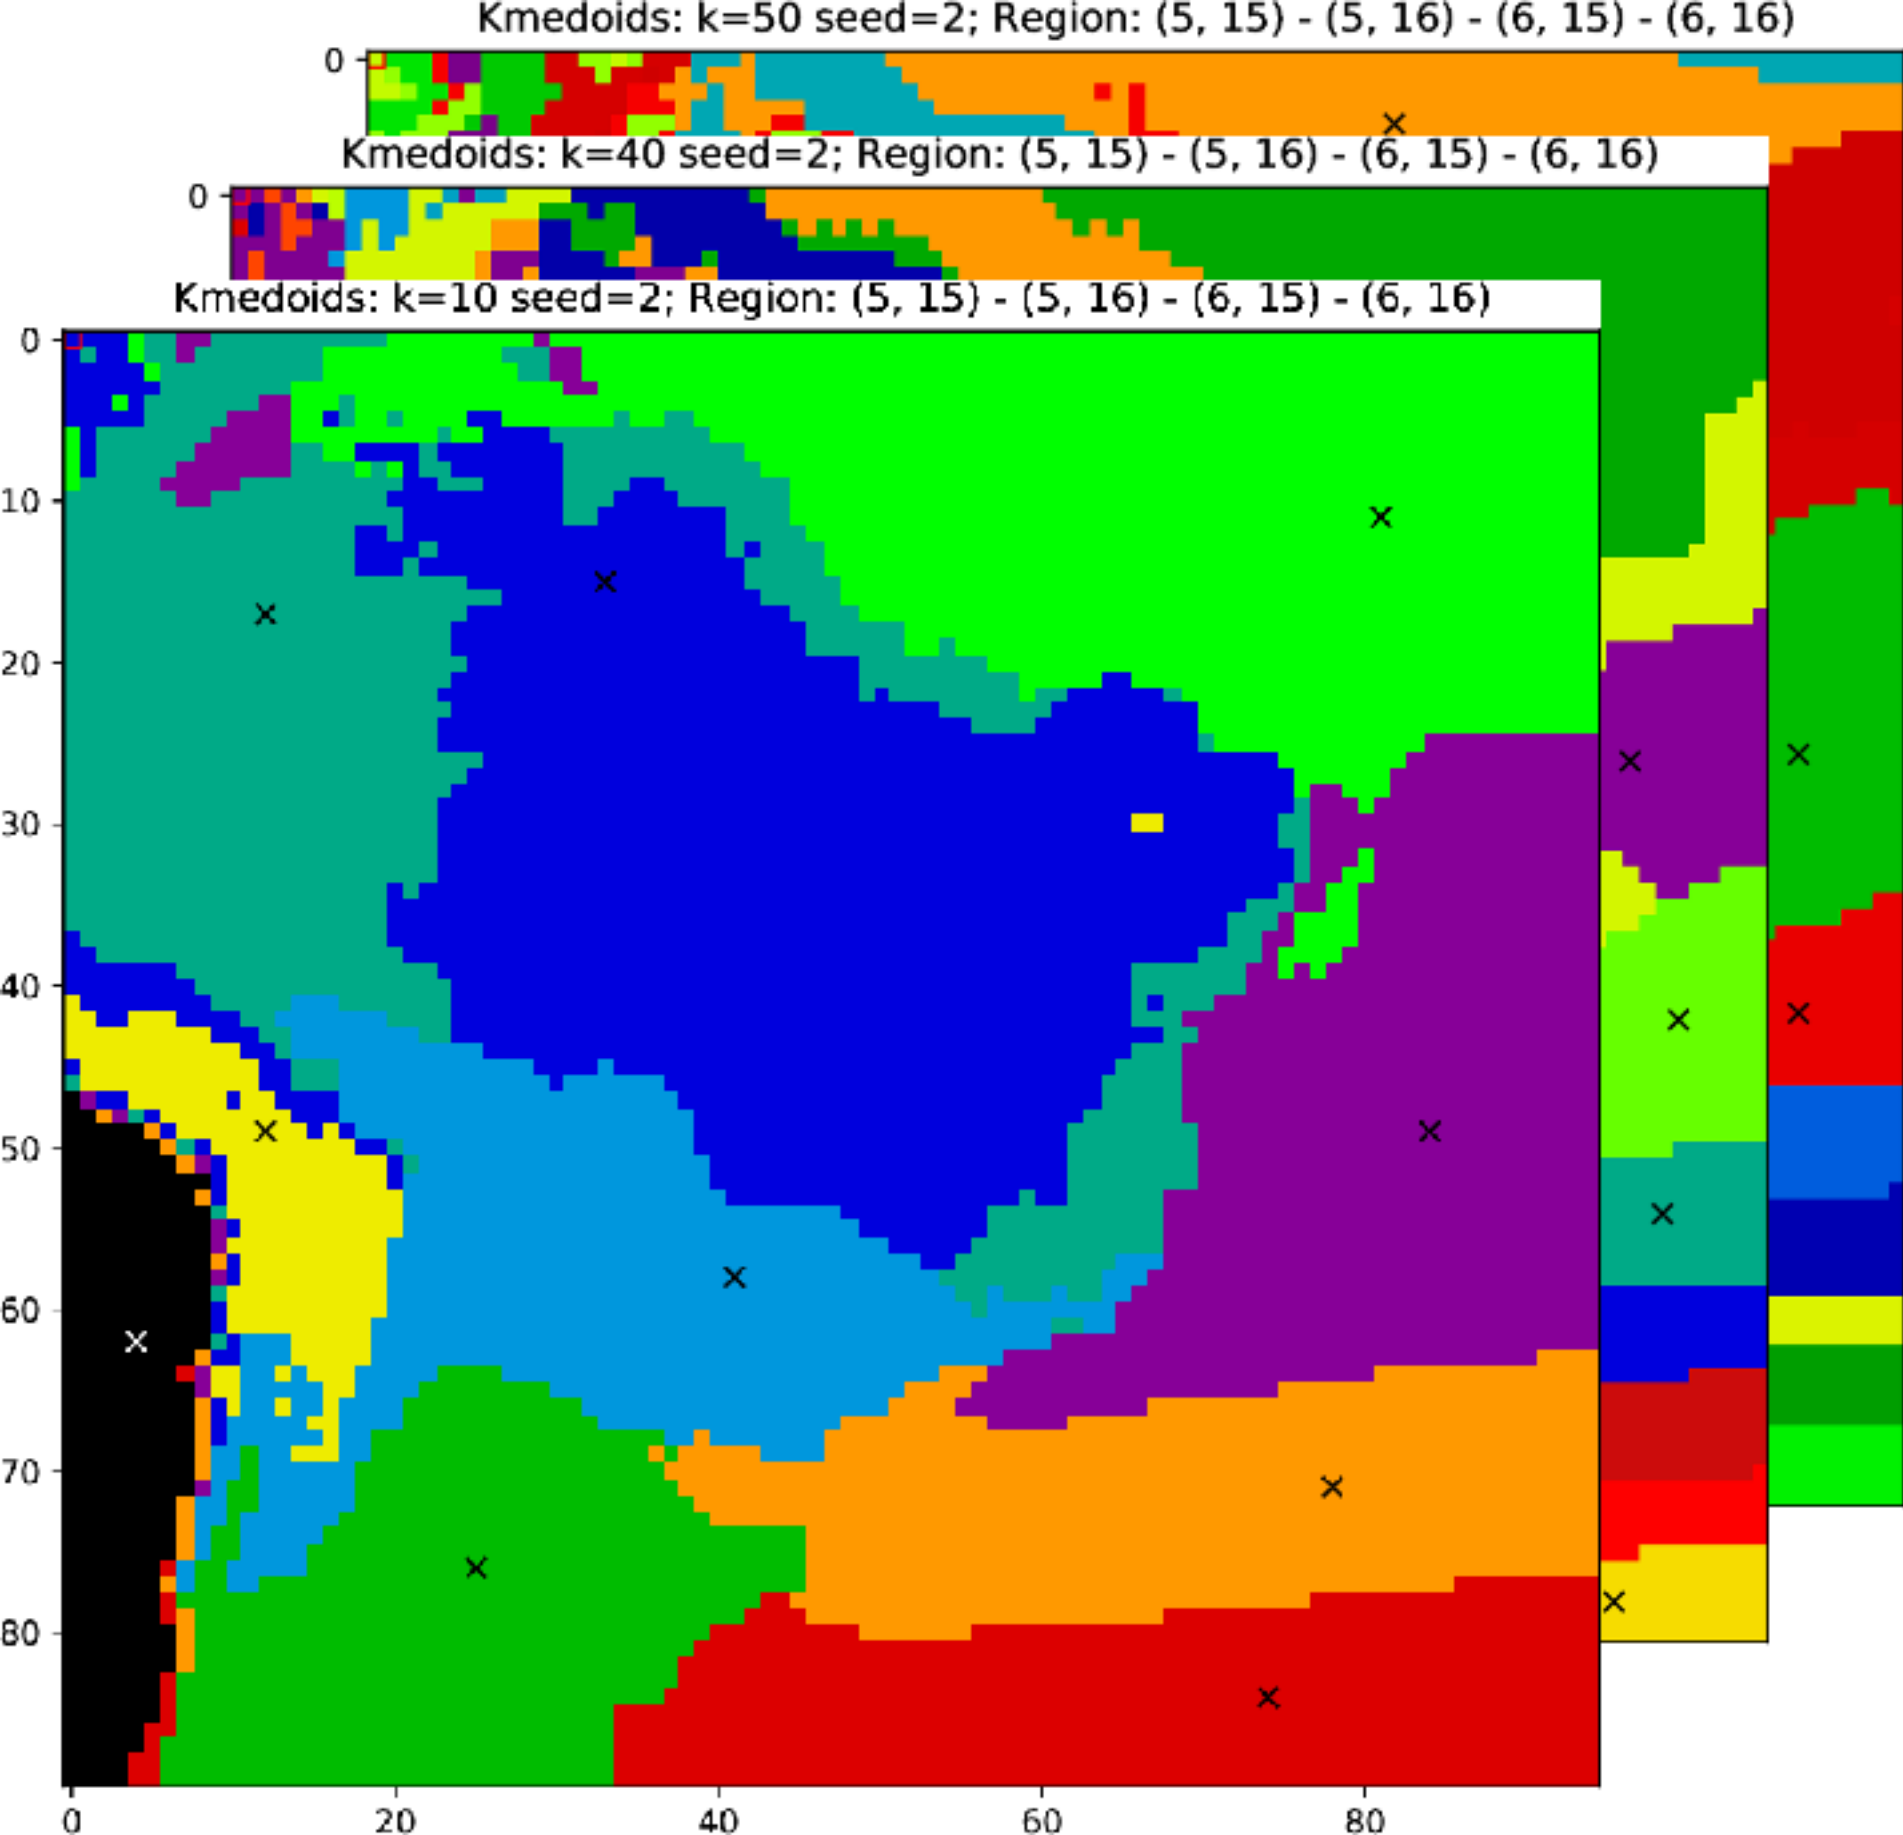 Kmedoids: k=50 seed=2; Region: (5, 15) - (5, 16) - (6, 15) - (6, 16)
0
Kmedoids: k=40 seed=2; Region: (5, 15) - (5, 16) - (6, 15) - (6, 16)
0
Kmedoids: k=10 seed=2; Region: (5, 15) - (5, 16) - (6, 15) - (6, 16)
0
10
20
30
40
50
60
70
80
0 20 40 60 80